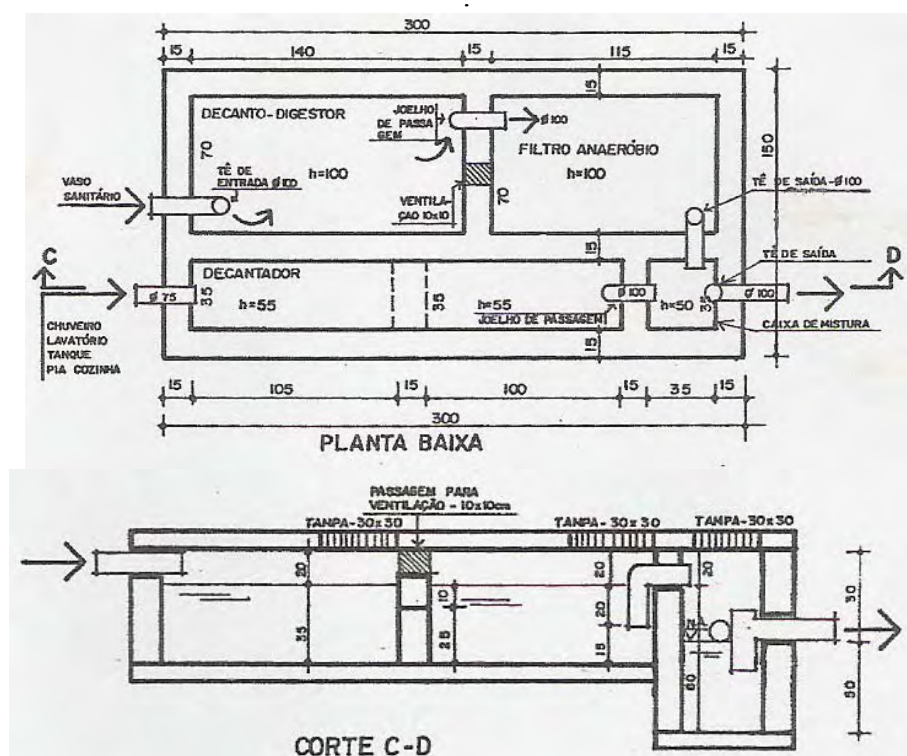 300
15
140
15
115
15
DECANTO-DIGESTOR
JOELHO
DE PASSA
GEM
Ø100
15
FILTRO ANAERÓBIO
h=100
70
h=100
TÊ DE
ENTRADA Ø100
VASO
SANITÁRIO
VENTILA-
ÇÃO 10x10
70
150
TÊ DE SAÍDA-Ø100
C
15
D
TÊ DE SAÍDA
DECANTADOR
Ø75
35
h=55
35
h=55
Ø100
h=50
35
Ø100
JOELHO DE PASSAGEM
CAIXA DE MISTURA
CHUVEIRO
LAVATÓRIO
TANQUE
PIA COZINHA
15
15
105
15
100
15
35
15
300
PLANTA BAIXA
PASSAGEM PARA
VENTILAÇÃO - 10x10cm
TAMPA-30x30
TAMPA-30x30
TAMPA-30x30
20
20
20
30
10
20
35
25
15
CORTE C-D